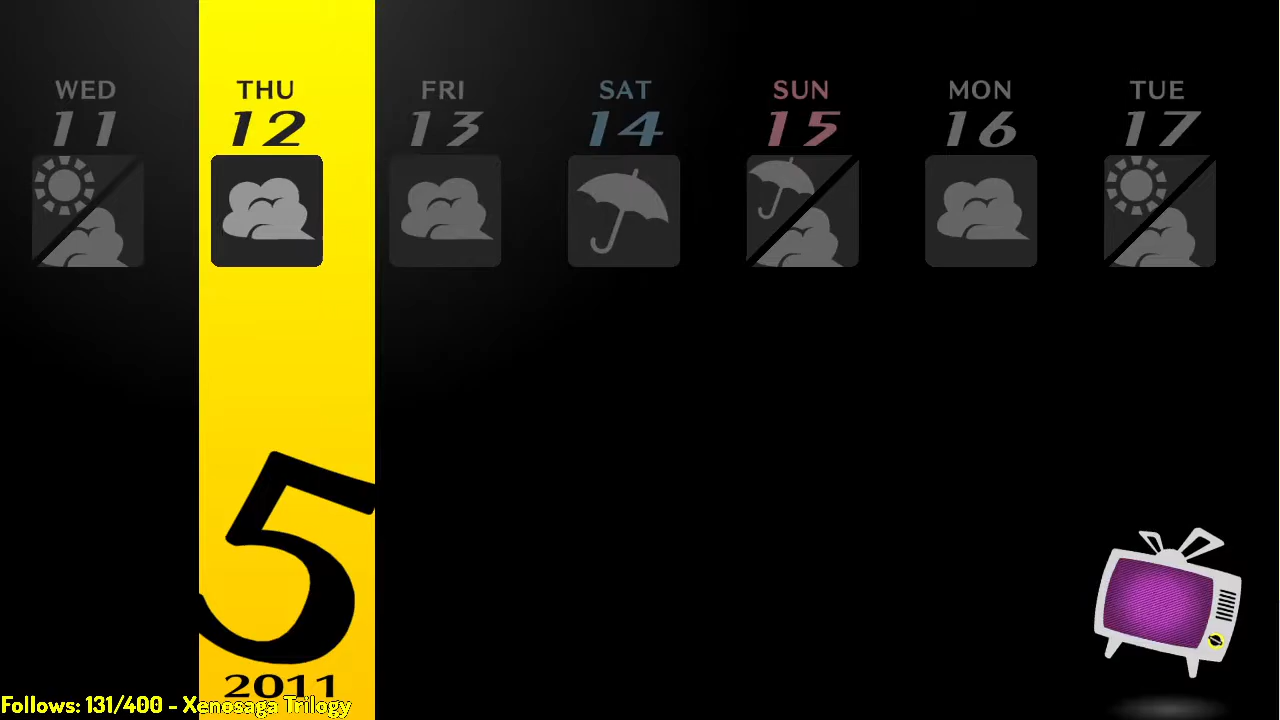 WED THU FRI SAT SUN MON TUE
11 12 13 14 15 16 17
5
2011
Follows: 131/400 - Xenosaga Trilogy